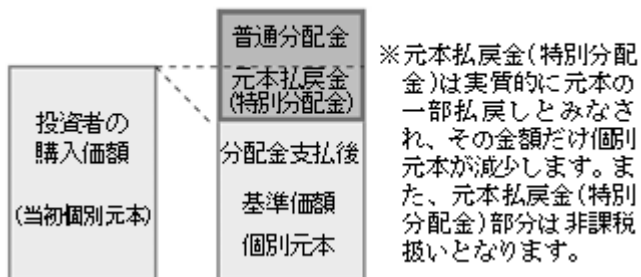 投資者の
購入価額
(当初個別元本)
普通分配金
元本払戻金
(特別分配金)
分配金支払後
基準価額
個別元本
※元本払戻金(特別分配
金)は実質的に元本の
一部払戻しとみなさ
れ、その金額だけ個別
元本が減少します。ま
た、元本払戻金(特別
分配金)部分は非課税
扱いとなります。